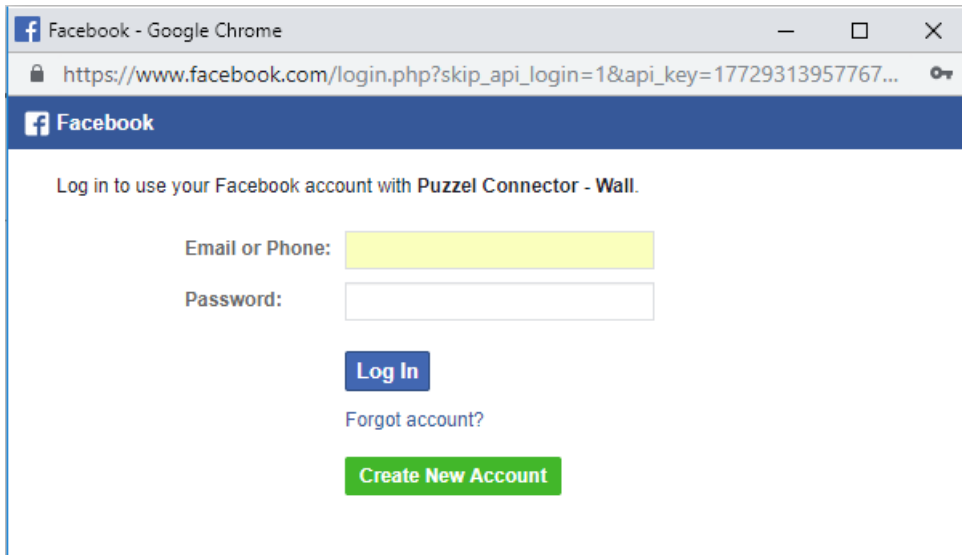 Facebook - Google Chrome
https://www.facebook.com/login.php?skip_api_login=1&api_key=17729313957767...
Facebook
Log in to use your Facebook account with Puzzel Connector - Wall.
Email or Phone:
Password:
Log In
Forgot account?
Create New Account